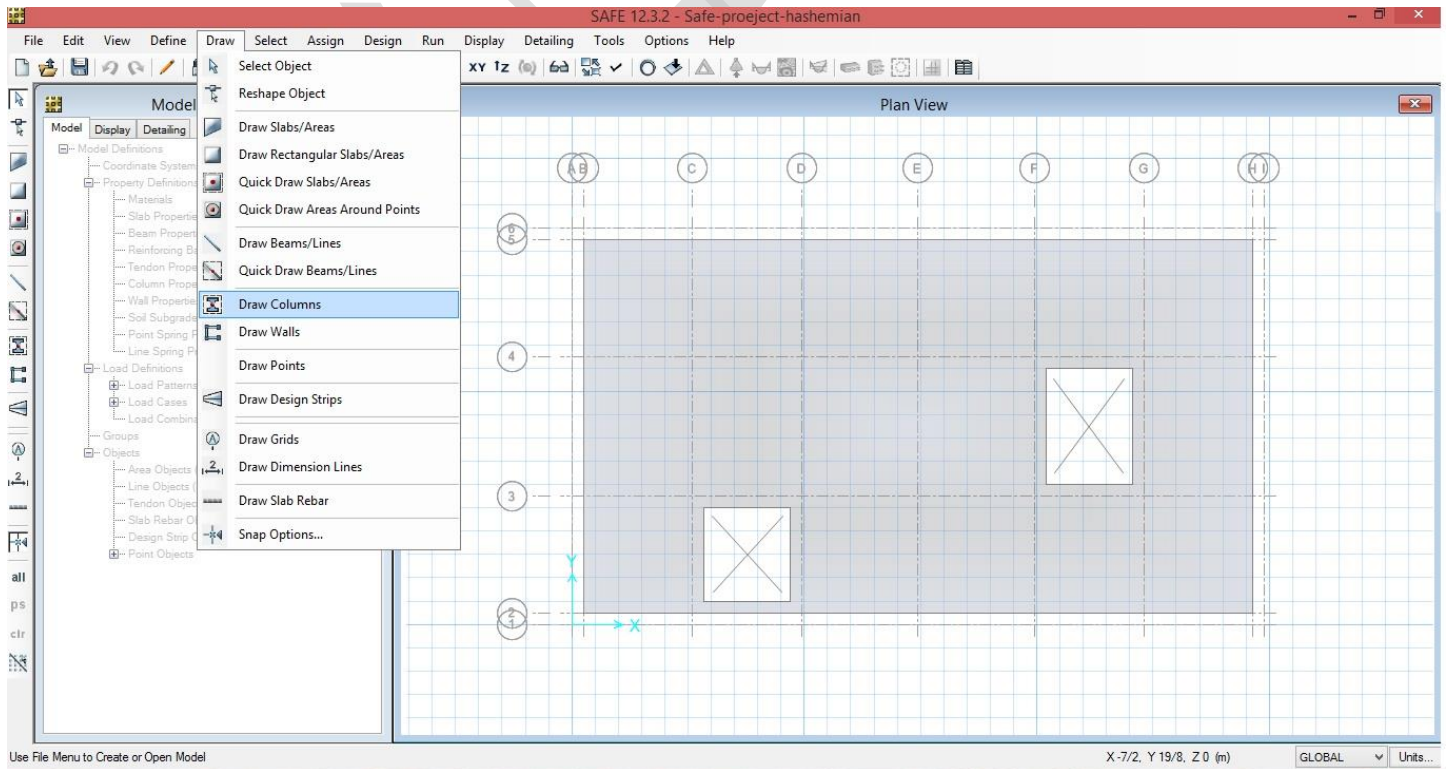 SAFE 12.3.2 - Safe-proeject-hashemian
File Edit View Define Draw Select Assign Design Run Display Detailing Tools Options Help
Select Object
Reshape Object
Draw Slabs/Areas
Draw Rectangular Slabs/Areas
Quick Draw Slabs/Areas
Quick Draw Areas Around Points
Draw Beams/Lines
Quick Draw Beams/Lines
Draw Columns
Draw Walls
Draw Points
Draw Design Strips
Draw Grids
Draw Dimension Lines
Draw Slab Rebar
Snap Options...
Model
Model Display Detailing
Model Definitions
Coordinate System
Property Definitions
Materials
Slab Propertie
Beam Propert
Reinforcing Ba
Tendon Prope
Column Prope
Wall Propertie
Soil Subgrade
Point Spring P
Line Spring Pr
Load Definitions
Load Patterns
Load Cases
Load Combina
Groups
Objects
Area Objects (
Line Objects (
Tendon Objec
Slab Rebar O
Design Strip O
Point Objects
all
ps
clr
XY
Plan View
A B C D E F G H I
6
5
4
3
2
1
Y
X
Use File Menu to Create or Open Model
X -7/2, Y 19/8, Z 0 (m)
GLOBAL
Units...